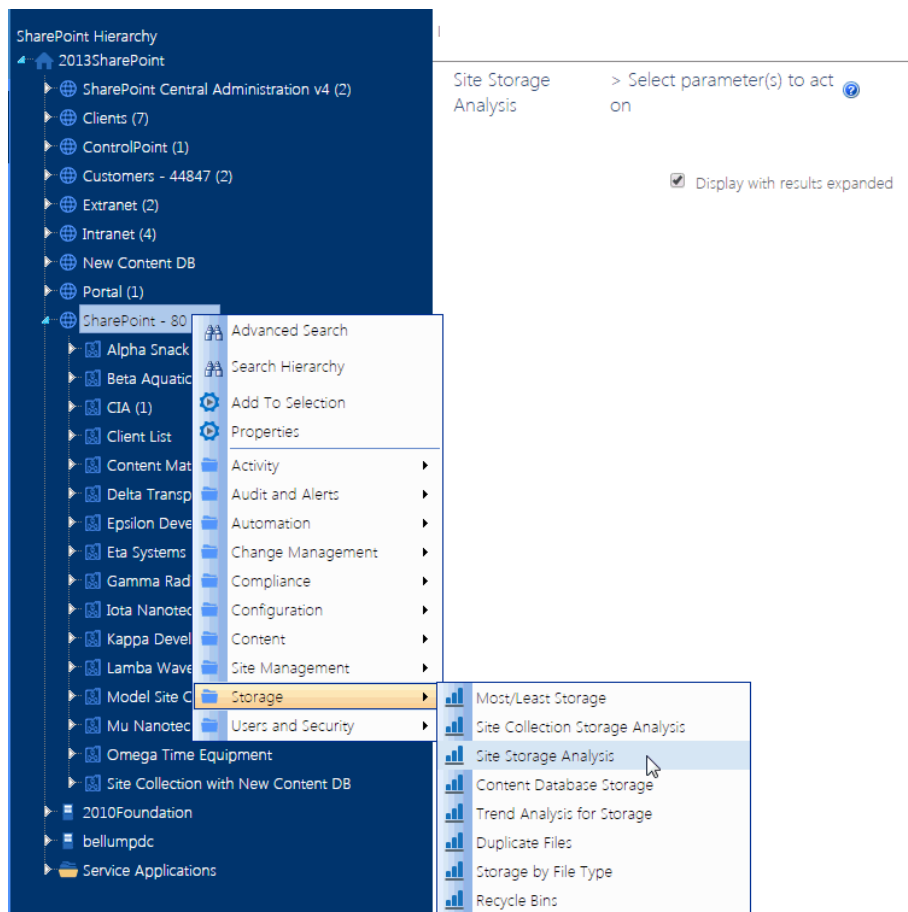 SharePoint Hierarchy
2013SharePoint
SharePoint Central Administration v4 (2)
Clients (7)
ControlPoint (1)
Customers - 44847 (2)
Extranet (2)
Intranet (4)
New Content DB
Portal (1)
SharePoint - 80
Alpha Snack
Beta Aquatic
CIA (1)
Client List
Content Mat
Delta Transp
Epsilon Deve
Eta Systems
Gamma Rad
Iota Nanotec
Kappa Devel
Lamba Wave
Model Site C
Mu Nanotec
Omega Time Equipment
Site Collection with New Content DB
2010Foundation
bellumpdc
Service Applications
Advanced Search
Search Hierarchy
Add To Selection
Properties
Activity
Audit and Alerts
Automation
Change Management
Compliance
Configuration
Content
Site Management
Storage
Users and Security
Most/Least Storage
Site Collection Storage Analysis
Site Storage Analysis
Content Database Storage
Trend Analysis for Storage
Duplicate Files
Storage by File Type
Recycle Bins
Site Storage
Analysis
> Select parameter(s) to act
on
Display with results expanded